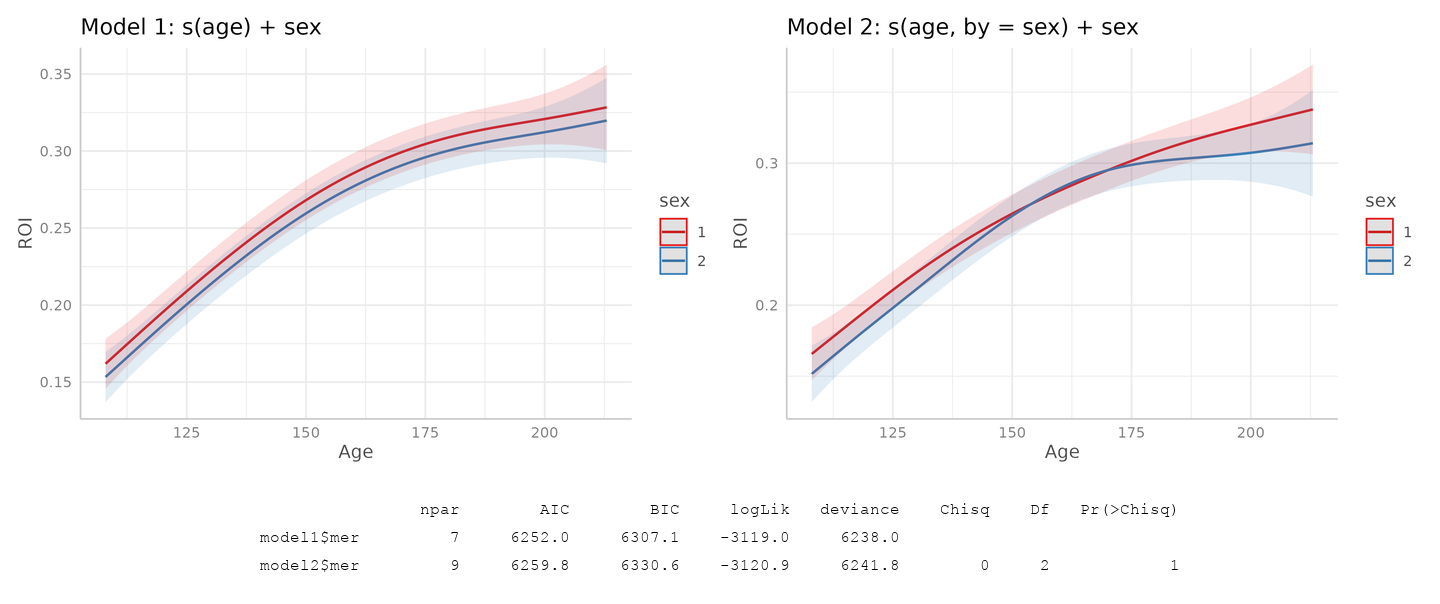 Model 1: s(age) + sex
0.35
0.30
0.25
0.20
0.15
ROI
125 150 175 200
Age
sex
1
2
Model 2: s(age, by = sex) + sex
0.3
0.2
ROI
125 150 175 200
Age
sex
1
2
npar AIC BIC logLik deviance Chisq Df Pr(>Chisq)
model1$mer 7 6252.0 6307.1 -3119.0 6238.0
model2$mer 9 6259.8 6330.6 -3120.9 6241.8 0 2 1